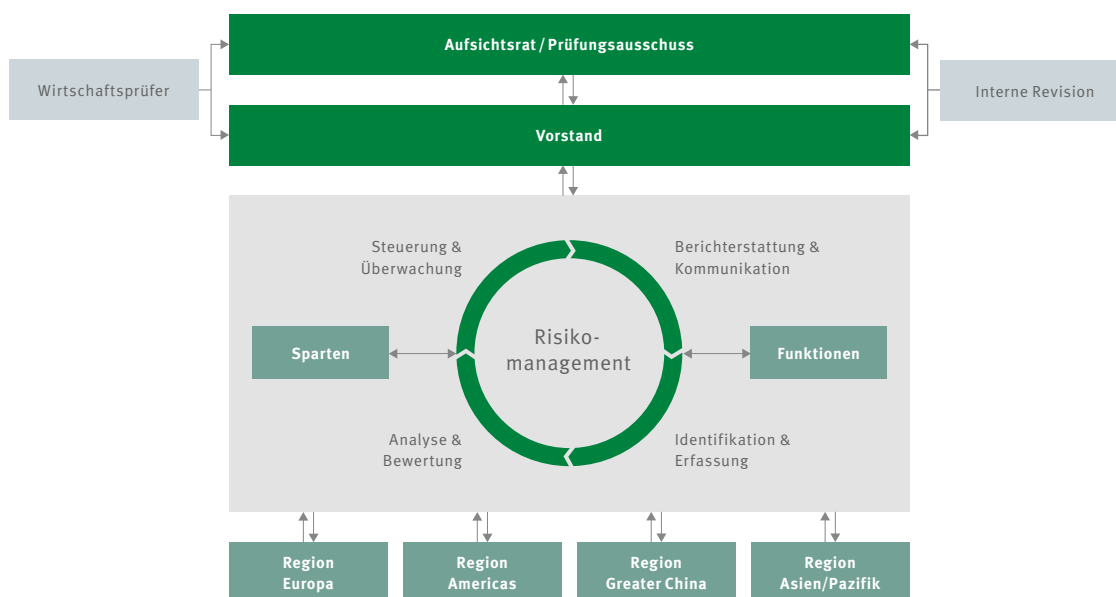 Aufsichtsrat / Prüfungsausschuss
Wirtschaftsprüfer
Interne Revision
Vorstand
Steuerung &
Überwachung
Berichterstattung &
Kommunikation
Sparten
Risiko-
management
Funktionen
Analyse &
Bewertung
Identifikation &
Erfassung
Region
Europa
Region
Americas
Region
Greater China
Region
Asien/Pazifik